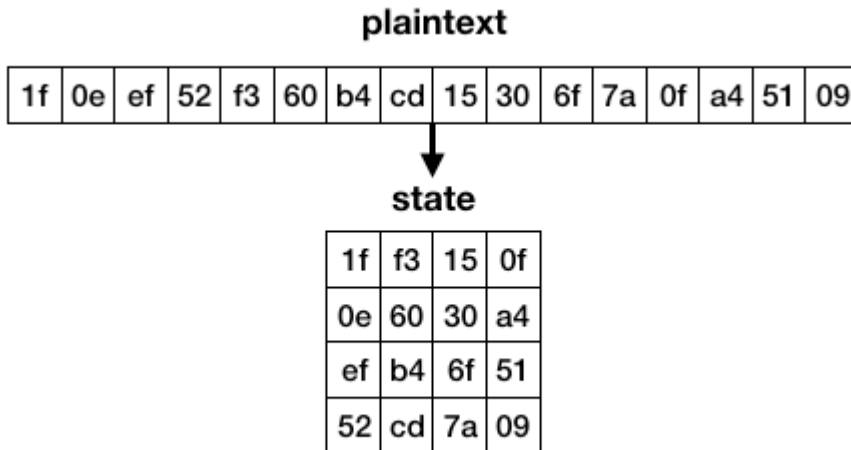 plaintext
1f 0e ef 52 f3 60 b4 cd 15 30 6f 7a 0f a4 51 09
state
1f f3 15 0f
0e 60 30 a4
ef b4 6f 51
52 cd 7a 09